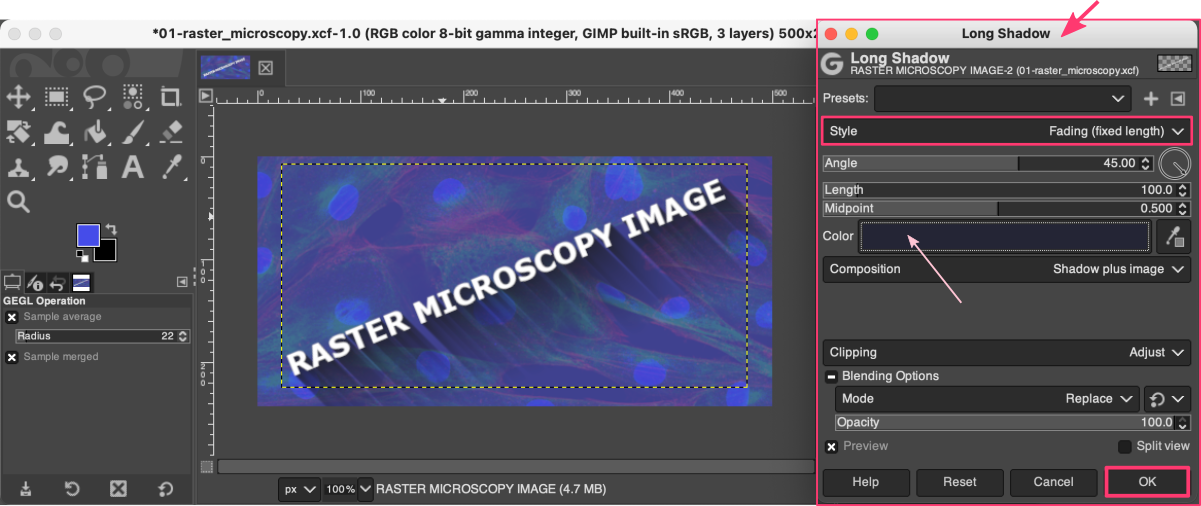 *01-raster_microscopy.xcf-1.0 (RGB color 8-bit gamma integer, GIMP built-in sRGB, 3 layers) 500x2
0 100 200 300 400 500
0
100
200
RASTER MICROSCOPY IMAGE
A
GEGL Operation
Sample average
Radius 22
Sample merged
px 100% RASTER MICROSCOPY IMAGE (4.7 MB)
Long Shadow
G Long Shadow
RASTER MICROSCOPY IMAGE-2 (01-raster_microscopy.xcf)
Presets:
Style Fading (fixed length)
Angle 45.00
Length 100.0
Midpoint 0.500
Color
Composition Shadow plus image
Clipping Adjust
Blending Options
Mode Replace
Opacity 100.0
Preview Split view
Help Reset Cancel OK